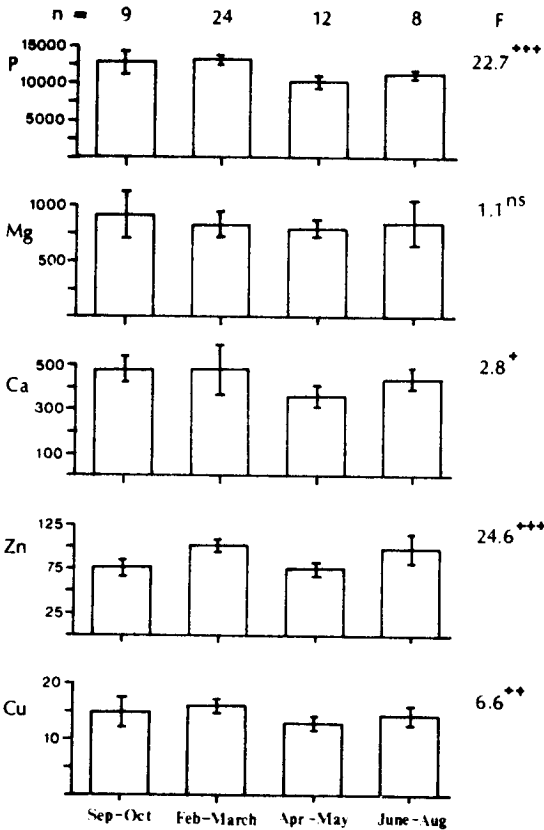 n = 9 24 12 8 F
15000
P
10000
5000
22.7+++
1000
Mg
500
1.1ns
500
Ca
300
100
2.8+
125
Zn
75
25
24.6+++
20
Cu
10
6.6++
Sep-Oct Feb-March Apr-May June-Aug